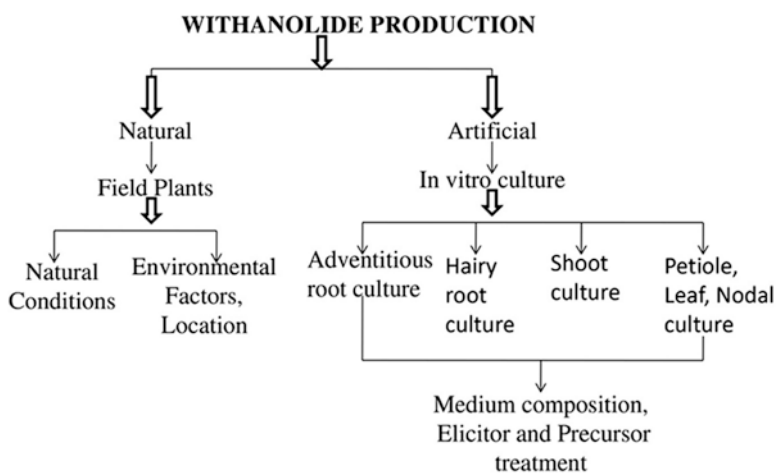 WITHANOLIDE PRODUCTION
Natural
Artificial
Field Plants
In vitro culture
Natural
Conditions
Environmental
Factors,
Location
Adventitious
root culture
Hairy
root
culture
Shoot
culture
Petiole,
Leaf, Nodal
culture
Medium composition,
Elicitor and Precursor
treatment